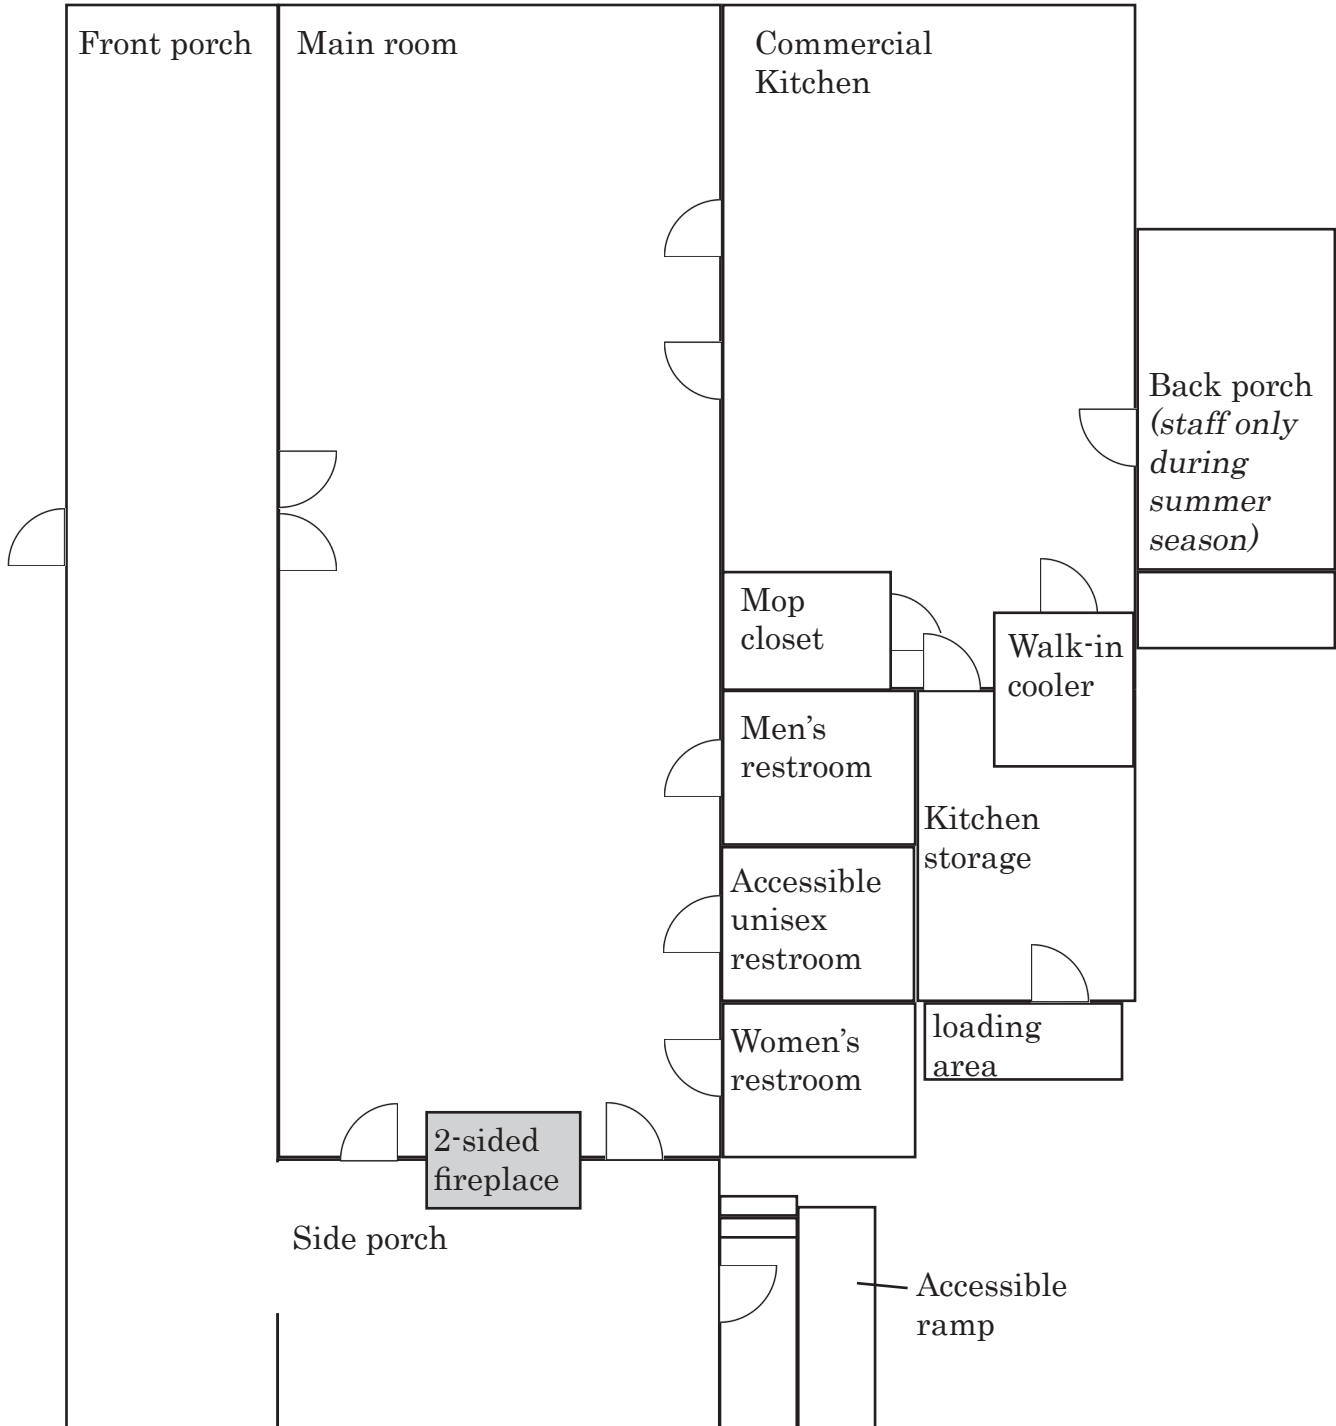 Front porch
Main room
Commercial
Kitchen
Back porch
(staff only
during
summer
season)
Mop
closet
Walk-in
cooler
Men's
restroom
Kitchen
storage
Accessible
unisex
restroom
loading
area
Women's
restroom
2-sided
fireplace
Side porch
Accessible
ramp